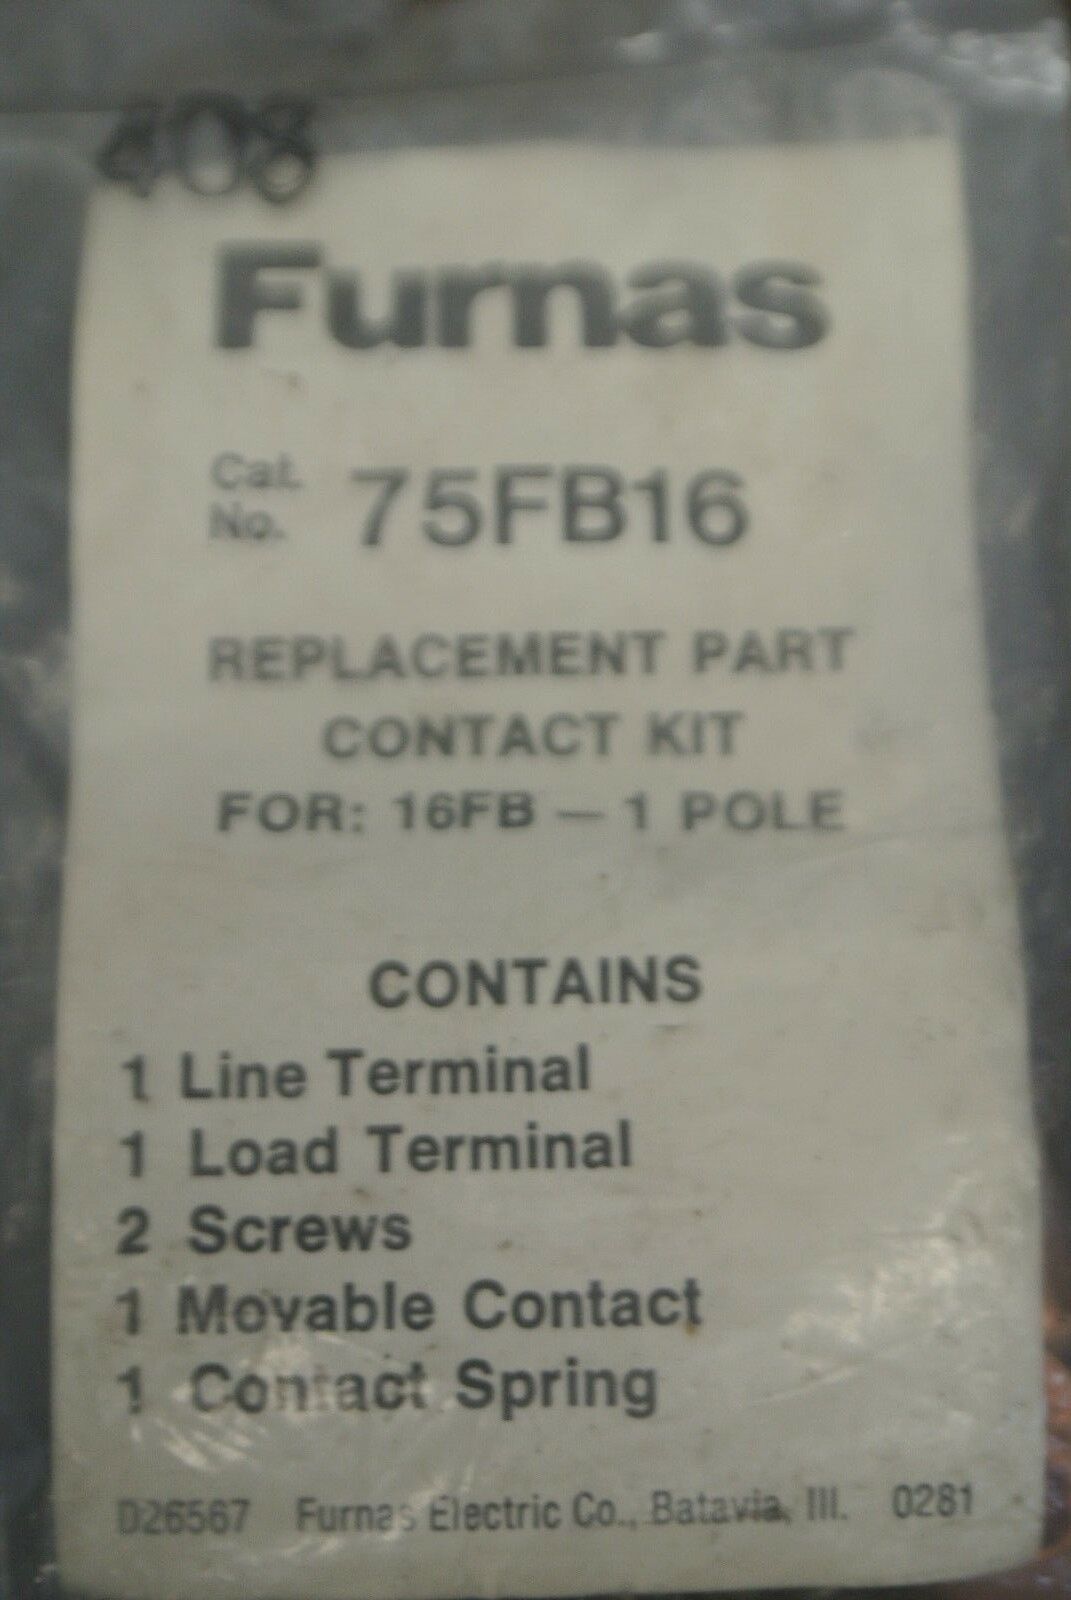 408
Furnas
Cat. No. 75FB16
REPLACEMENT PART
CONTACT KIT
FOR: 16FB — 1 POLE
CONTAINS
1 Line Terminal
1 Load Terminal
2 Screws
1 Movable Contact
1 Contact Spring
D26567 Furnas Electric Co., Batavia, Ill. 0281